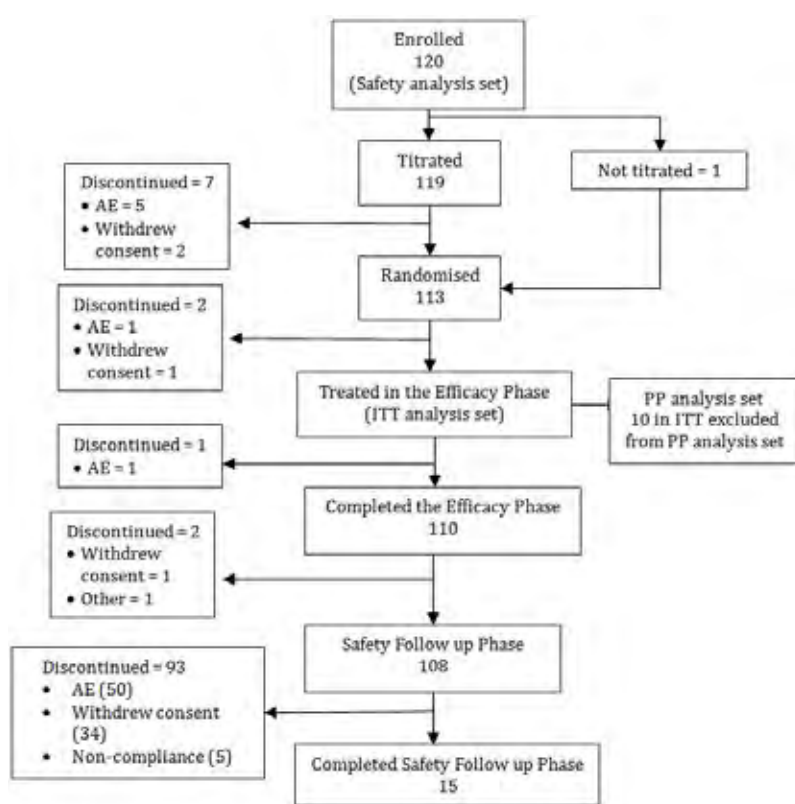 Enrolled
120
(Safety analysis set)
Titrated
119
Not titrated = 1
Discontinued = 7
• AE = 5
• Withdrew
consent = 2
Randomised
113
Discontinued = 2
• AE = 1
• Withdrew
consent = 1
Treated in the Efficacy Phase
(ITT analysis set)
PP analysis set
10 in ITT excluded
from PP analysis set
Discontinued = 1
• AE = 1
Completed the Efficacy Phase
110
Discontinued = 2
• Withdrew
consent = 1
• Other = 1
Safety Follow up Phase
108
Discontinued = 93
• AE (50)
• Withdrew consent
(34)
• Non-compliance (5)
Completed Safety Follow up Phase
15